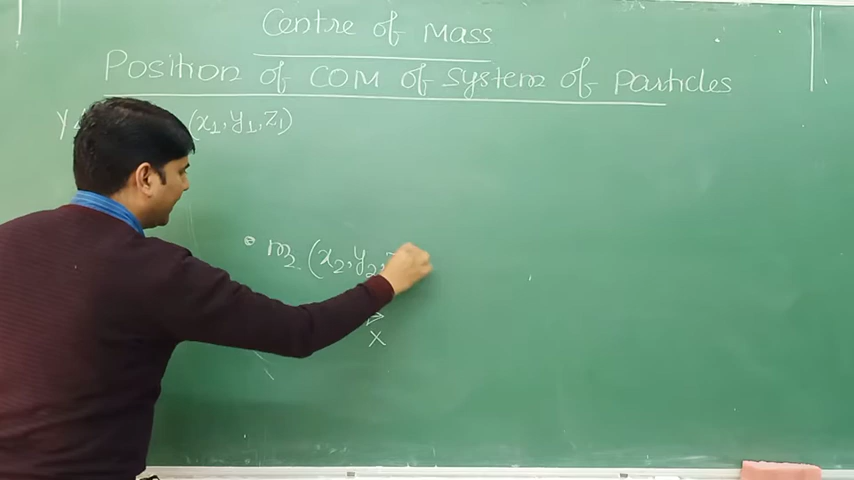 Centre of Mass
Position of COM of System of Particles
Y (x1, y1, z1)
m2 (x2, y2,
X